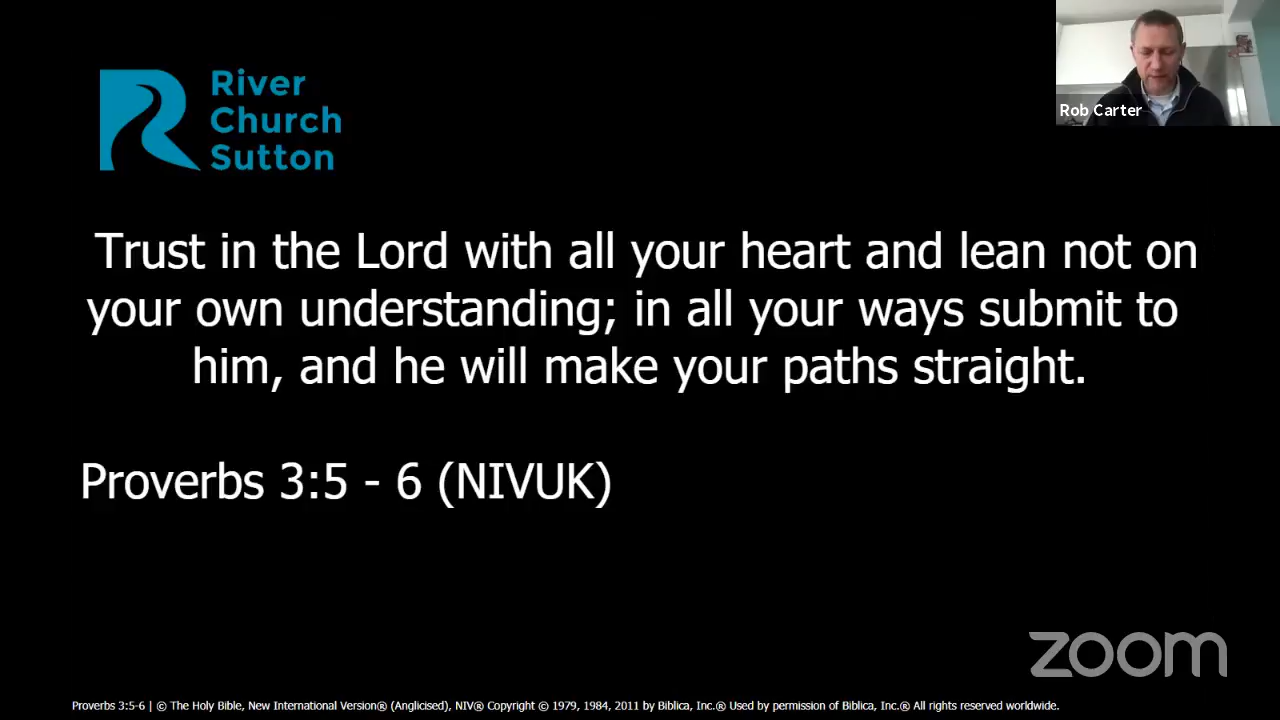 River
Church
Sutton
Rob Carter
Trust in the Lord with all your heart and lean not on
your own understanding; in all your ways submit to
him, and he will make your paths straight.
Proverbs 3:5 - 6 (NIVUK)
zoom
Proverbs 3:5-6 | © The Holy Bible, New International Version® (Anglicised), NIV® Copyright © 1979, 1984, 2011 by Biblica, Inc.® Used by permission of Biblica, Inc.® All rights reserved worldwide.